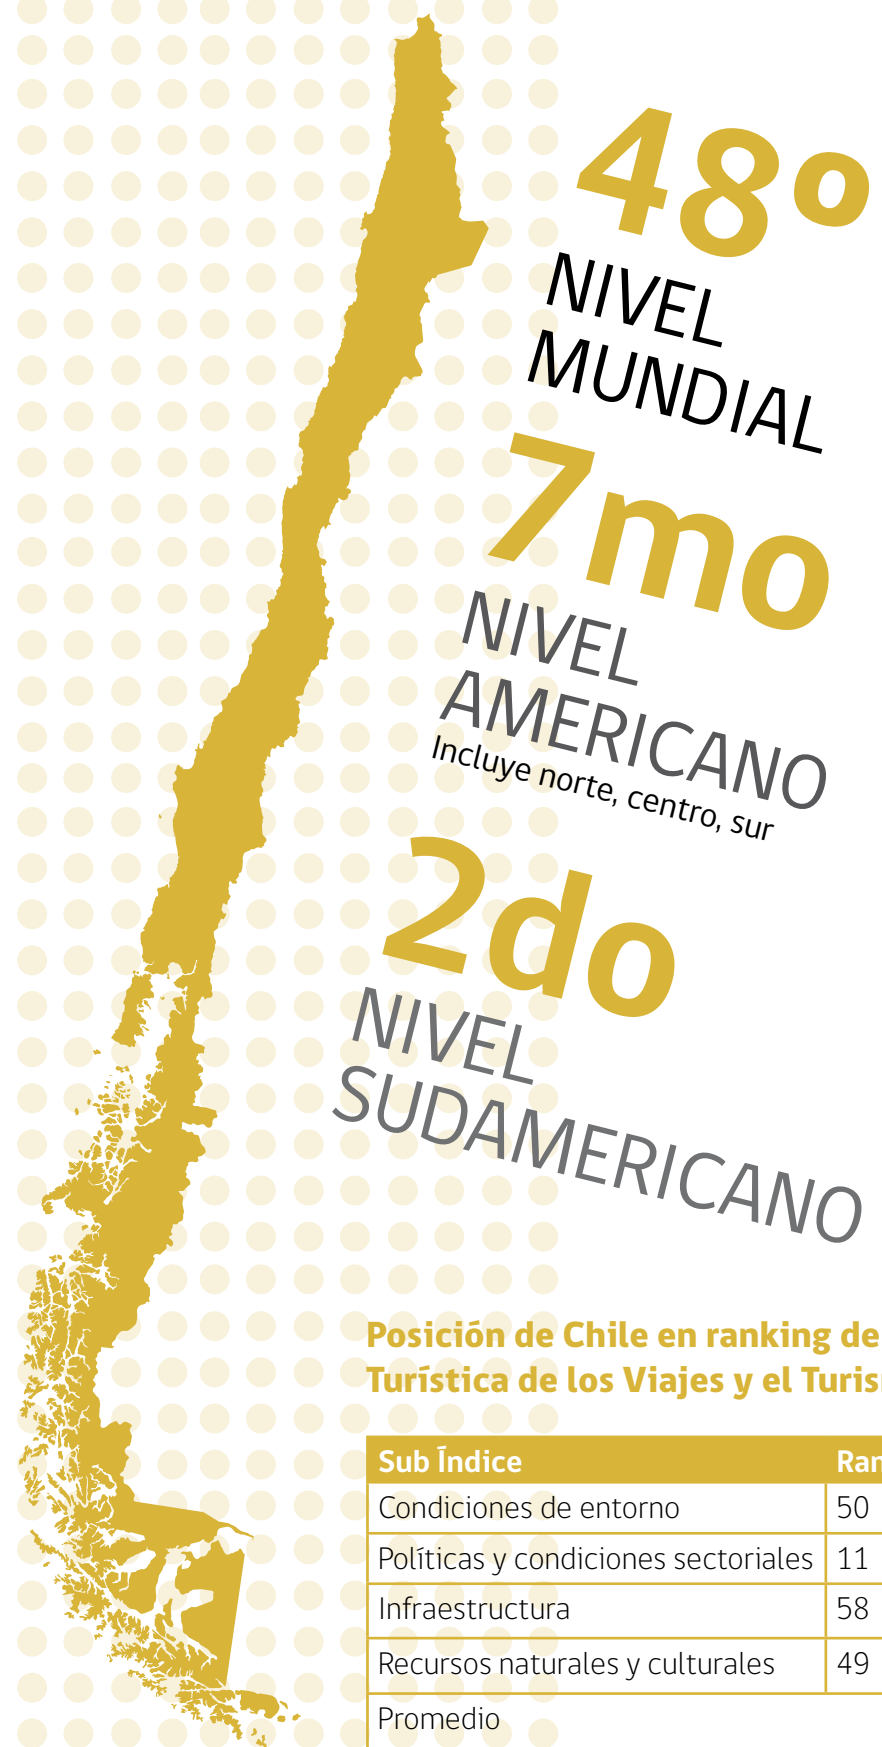 48º
NIVEL
MUNDIAL
7mo
NIVEL
AMERICANO
Incluye norte, centro, sur
2do
NIVEL
SUDAMERICANO
Posición de Chile en ranking de
Turística de los Viajes y el Turis
Sub Índice Ran
Condiciones de entorno 50
Políticas y condiciones sectoriales 11
Infraestructura 58
Recursos naturales y culturales 49
Promedio